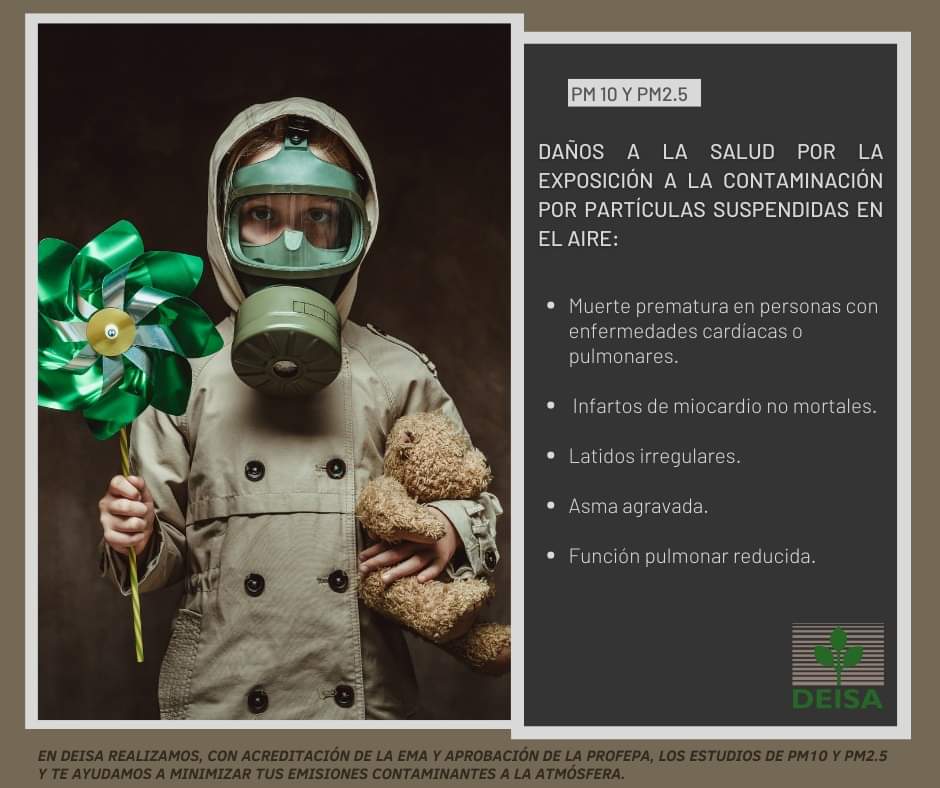 PM 10 Y PM2.5
DAÑOS A LA SALUD POR LA
EXPOSICIÓN A LA CONTAMINACIÓN
POR PARTÍCULAS SUSPENDIDAS EN
EL AIRE:
• Muerte prematura en personas con
enfermedades cardíacas o
pulmonares.
• Infartos de miocardio no mortales.
• Latidos irregulares.
• Asma agravada.
• Función pulmonar reducida.
DEISA
EN DEISA REALIZAMOS, CON ACREDITACIÓN DE LA EMA Y APROBACIÓN DE LA PROFEPA, LOS ESTUDIOS DE PM10 Y PM2.5
Y TE AYUDAMOS A MINIMIZAR TUS EMISIONES CONTAMINANTES A LA ATMÓSFERA.